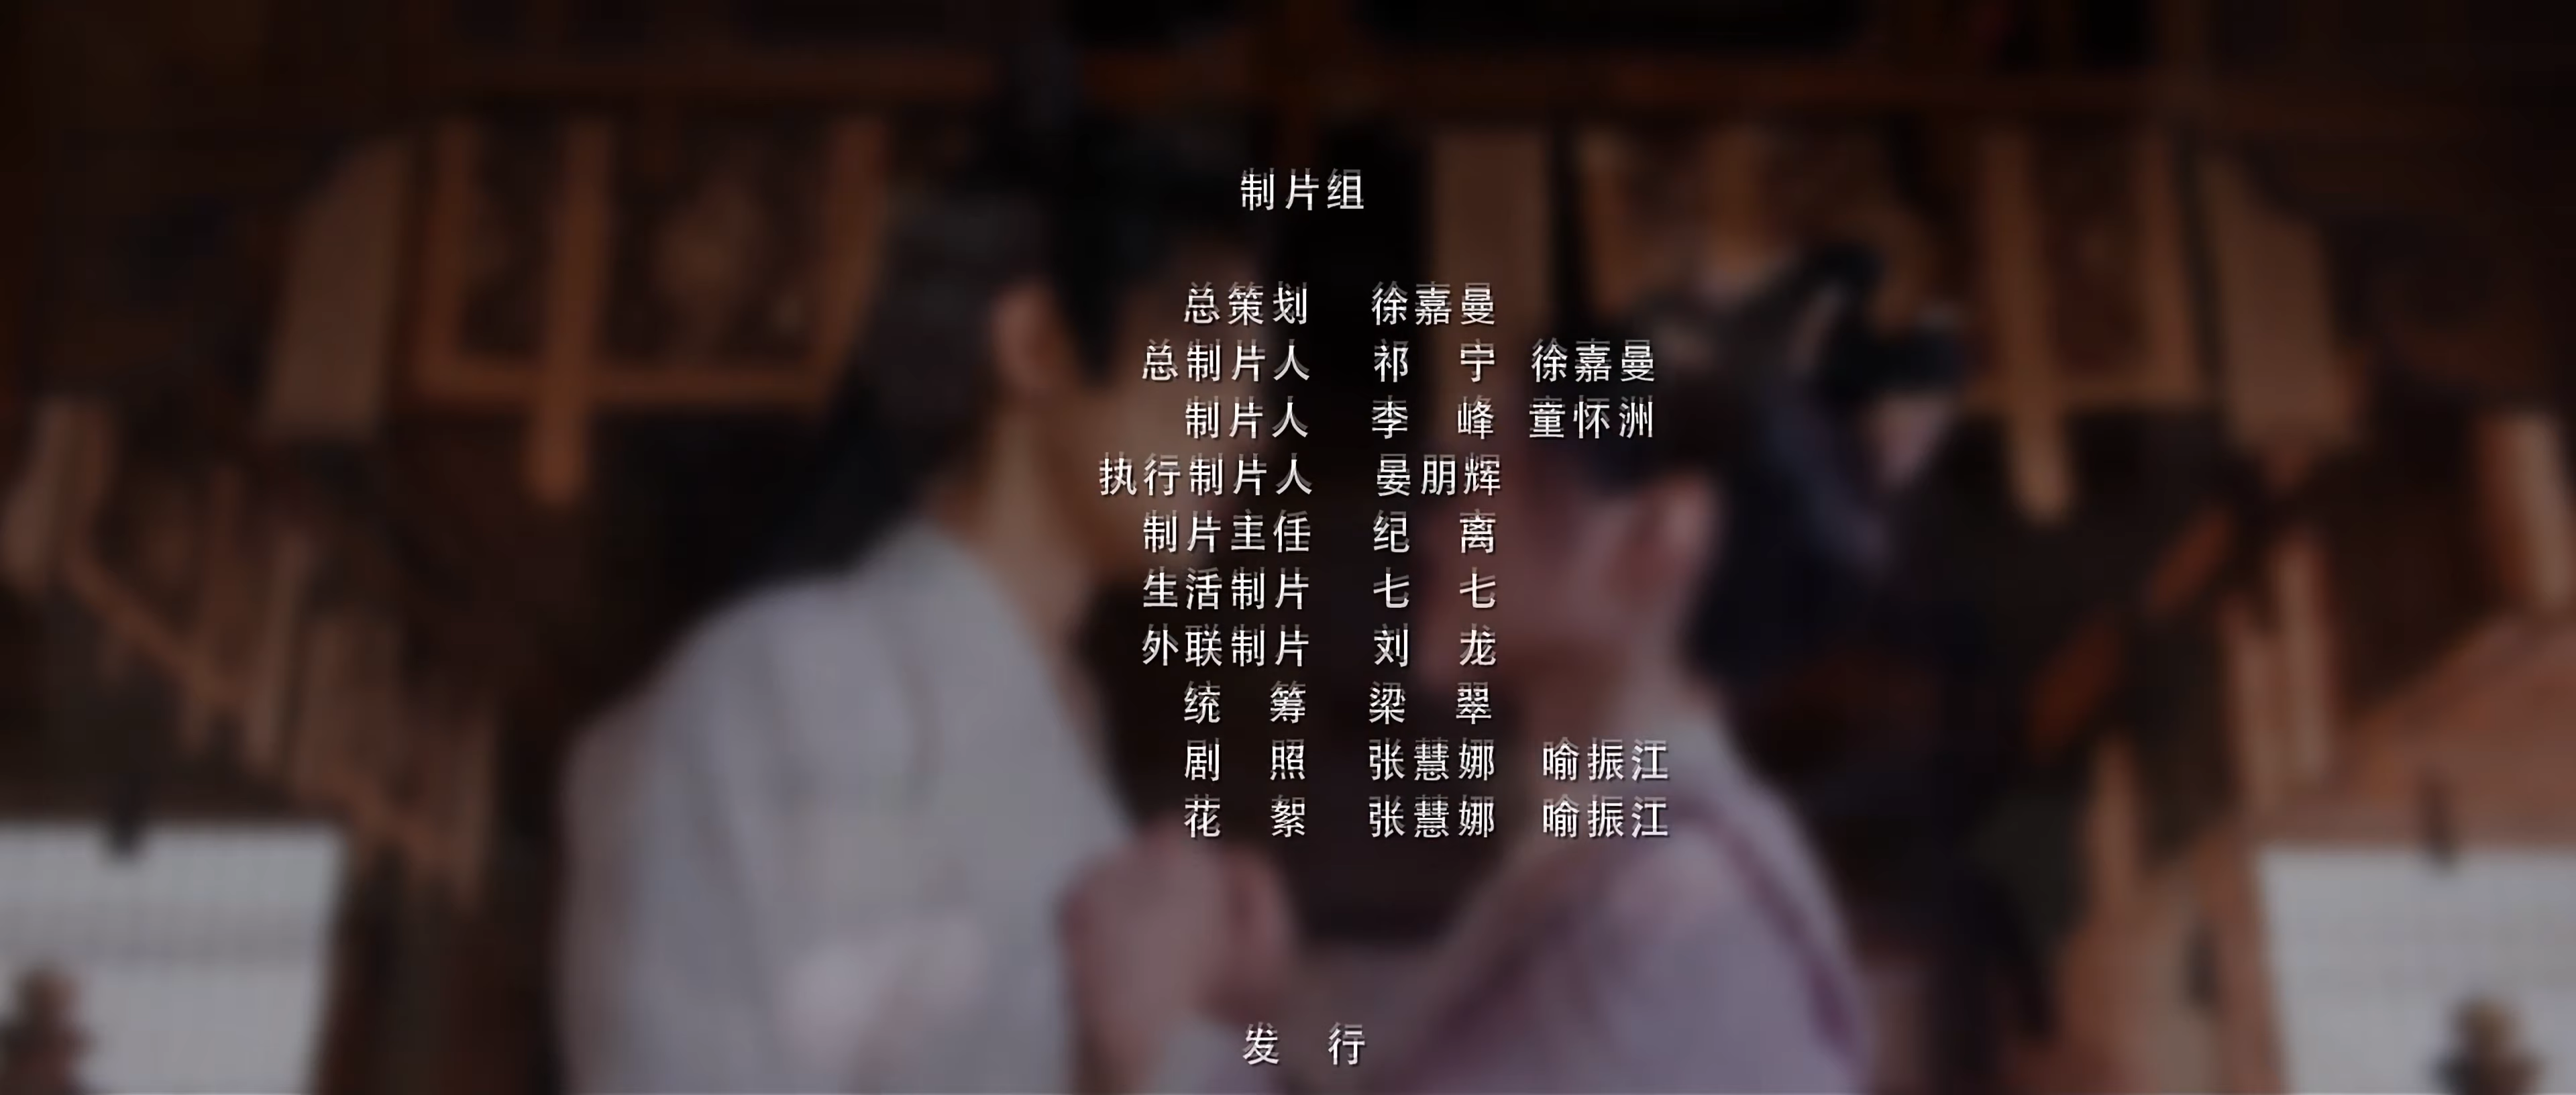 制片组
总策划 徐嘉曼
总制片人 祁宁 徐嘉曼
制片人 李峰 童怀洲
执行制片人 晏朋辉
制片主任 纪离
生活制片 七七
外联制片 刘龙
统筹 梁翠
剧照 张慧娜 喻振江
花絮 张慧娜 喻振江
发行